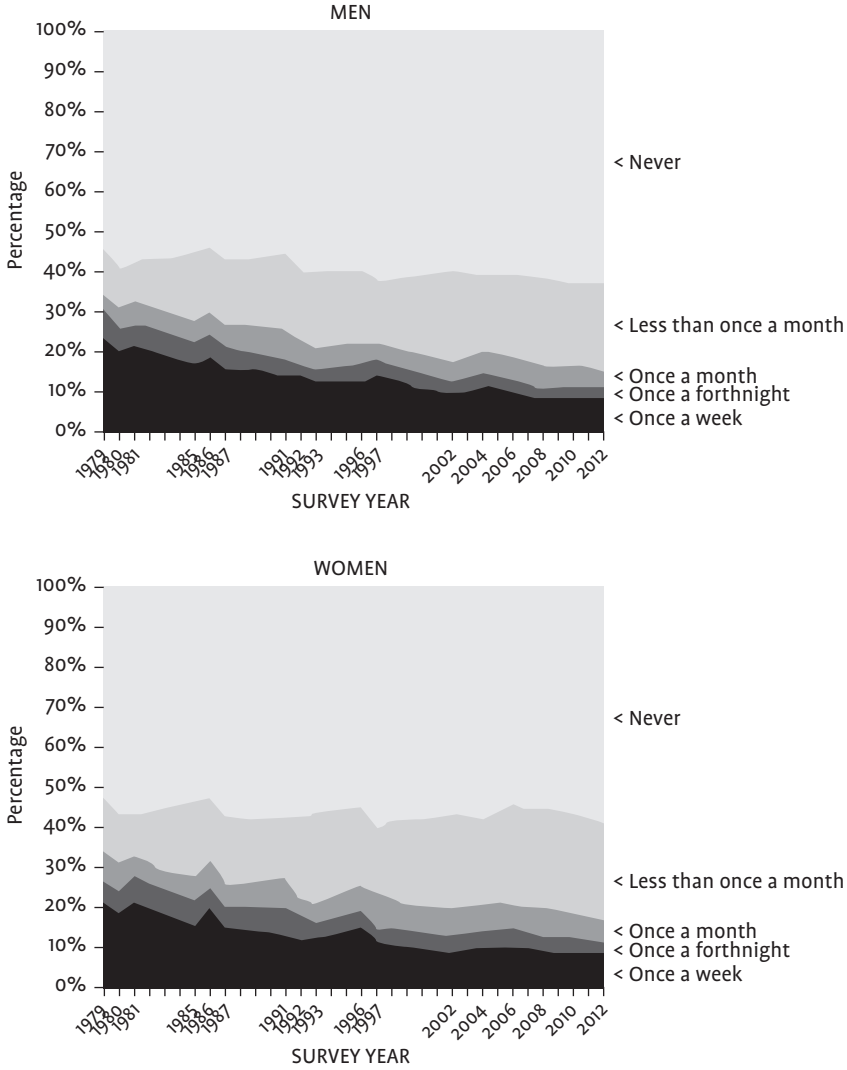 MEN
100%
90%
80%
70%
60%
50%
40%
30%
20%
10%
0%
Percentage
< Never
< Less than once a month
< Once a month
< Once a forthnight
< Once a week
1979 1980 1981 1985 1986 1987 1991 1992 1993 1996 1997 2002 2004 2006 2008 2010 2012
SURVEY YEAR
WOMEN
100%
90%
80%
70%
60%
50%
40%
30%
20%
10%
0%
Percentage
< Never
< Less than once a month
< Once a month
< Once a forthnight
< Once a week
1979 1980 1981 1985 1986 1987 1991 1992 1993 1996 1997 2002 2004 2006 2008 2010 2012
SURVEY YEAR